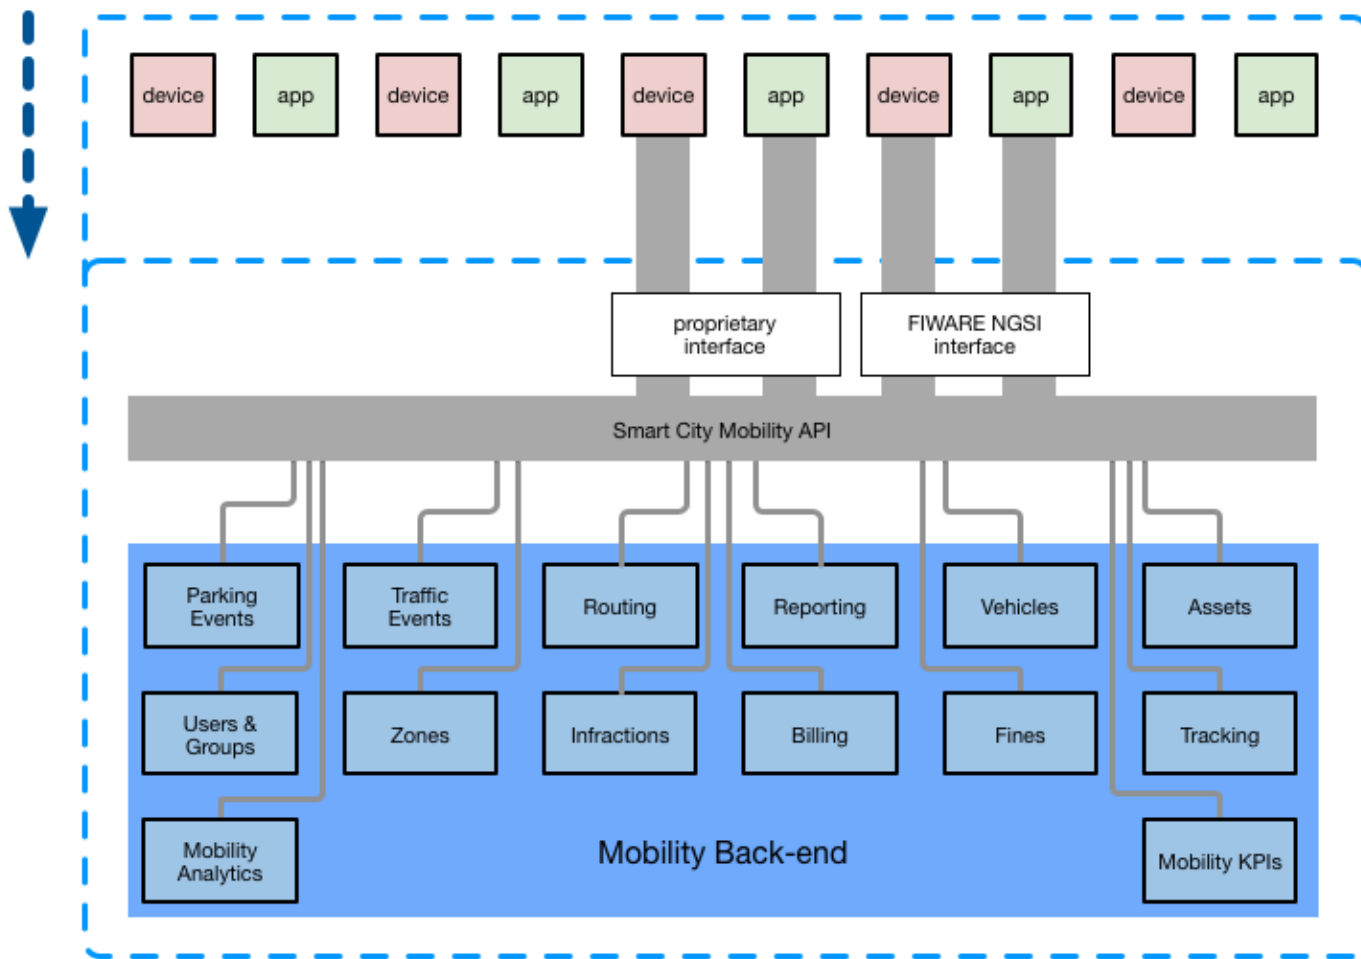 device
app
device
app
device
app
device
app
device
app
proprietary
interface
FIWARE NGSI
interface
Smart City Mobility API
Parking
Events
Traffic
Events
Routing
Reporting
Vehicles
Assets
Users &
Groups
Zones
Infractions
Billing
Fines
Tracking
Mobility
Analytics
Mobility Back-end
Mobility KPIs